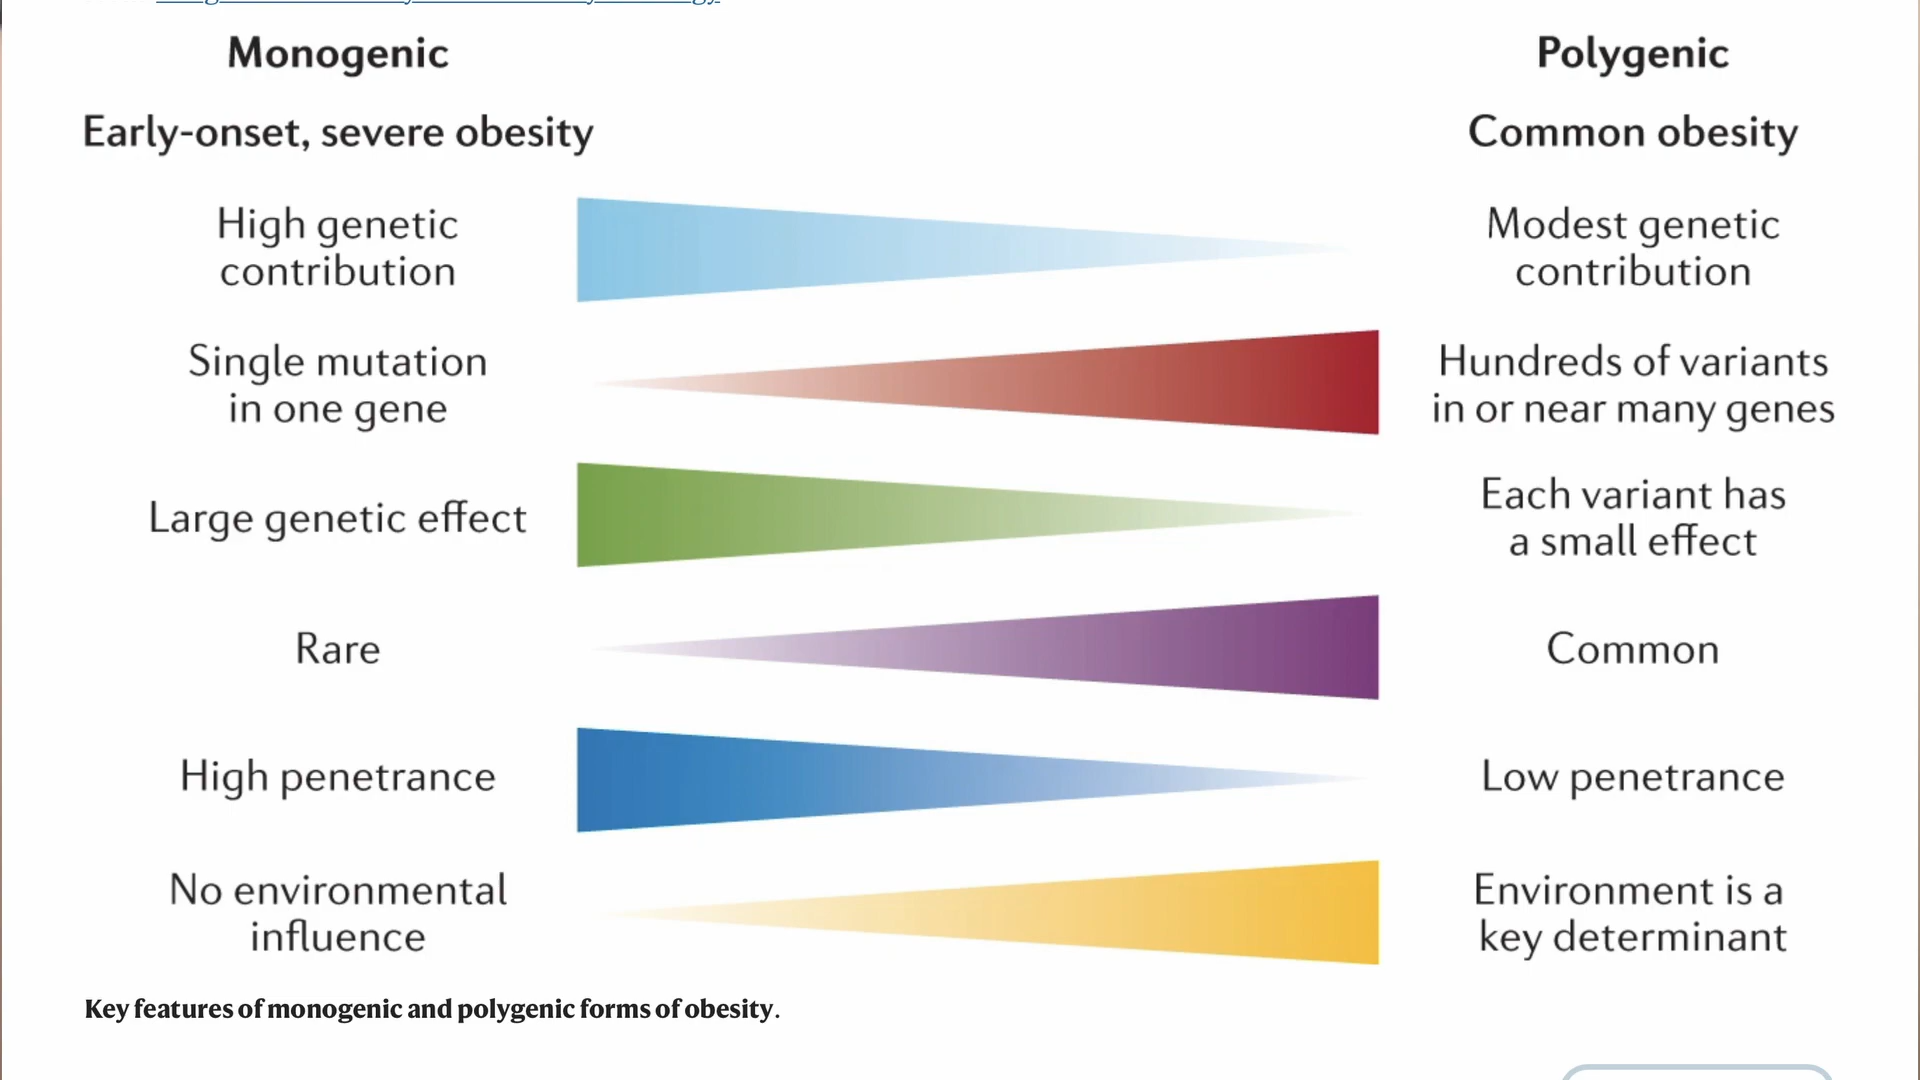 Monogenic
Polygenic
Early-onset, severe obesity
Common obesity
High genetic
contribution
Modest genetic
contribution
Single mutation
in one gene
Hundreds of variants
in or near many genes
Large genetic effect
Each variant has
a small effect
Rare
Common
High penetrance
Low penetrance
No environmental
influence
Environment is a
key determinant
Key features of monogenic and polygenic forms of obesity.